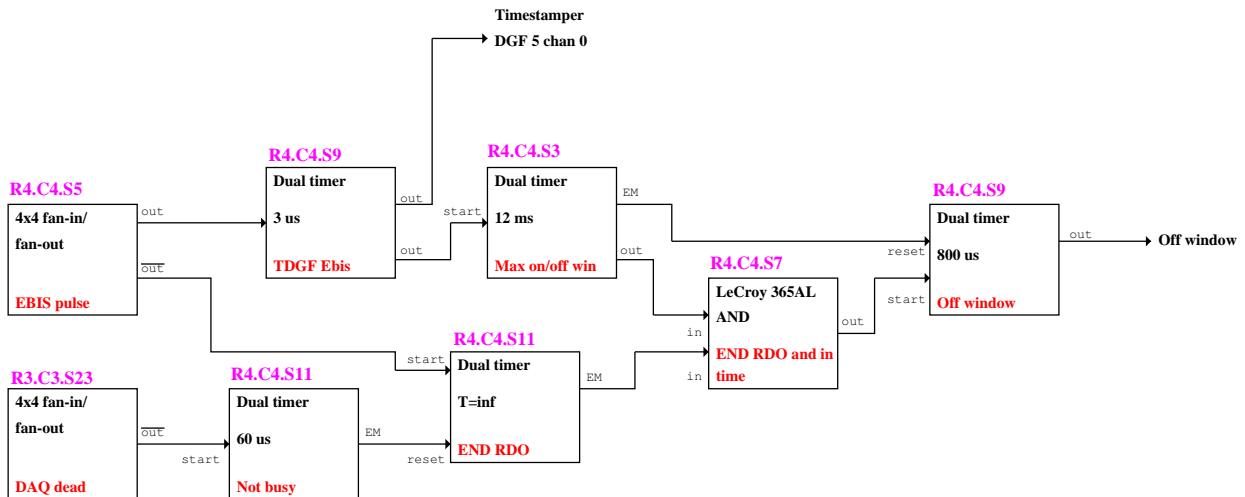 Timestamper
DGF 5 chan 0
R4.C4.S5
4x4 fan-in/
fan-out
EBIS pulse
out
out
R4.C4.S9
Dual timer
3 us
TDGF Ebis
out
out
start
R4.C4.S3
Dual timer
12 ms
Max on/off win
EM
out
R4.C4.S7
LeCroy 365AL
AND
END RDO and in
time
in
in
out
R4.C4.S9
Dual timer
800 us
Off window
reset
start
out
Off window
R3.C3.S23
4x4 fan-in/
fan-out
DAQ dead
out
start
R4.C4.S11
Dual timer
60 us
Not busy
EM
reset
start
R4.C4.S11
Dual timer
T=inf
END RDO
EM